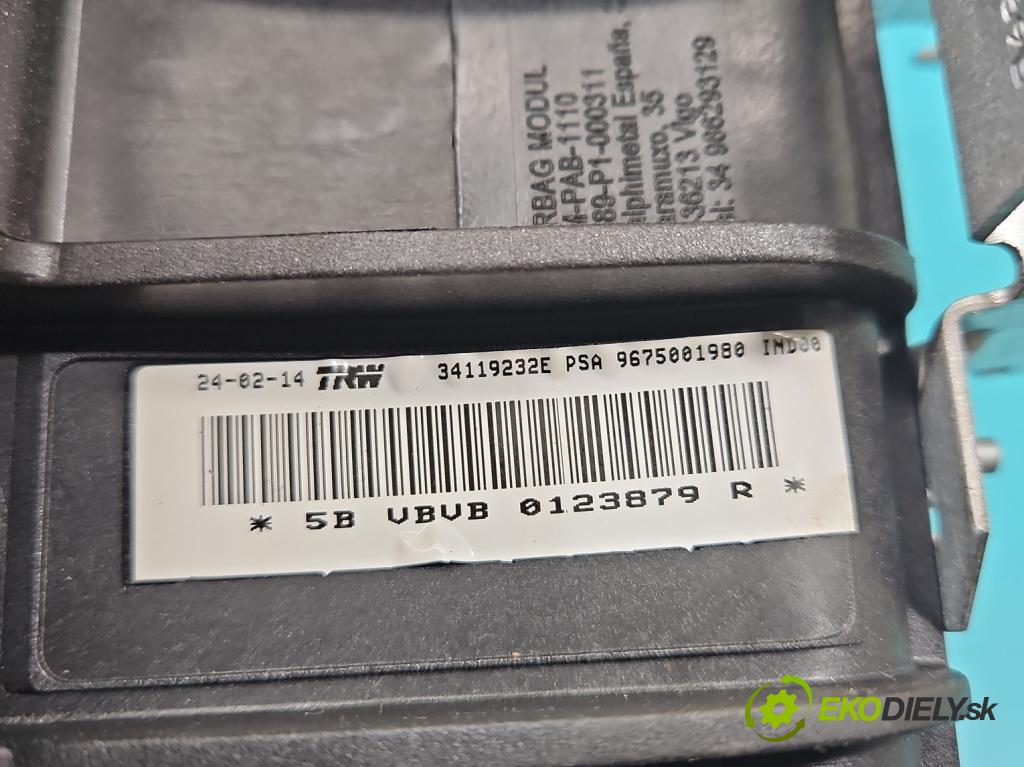 RBAG MODUL
M-PAB-1110
89-P1-000311
alphimetal España,
aramuxo, 35
36213 Vigo
el: 34 986293129
24-02-14 TRW 34119232E PSA 9675001980 IND00
* 5B VBVB 0123879 R *
EKODIELY.sk